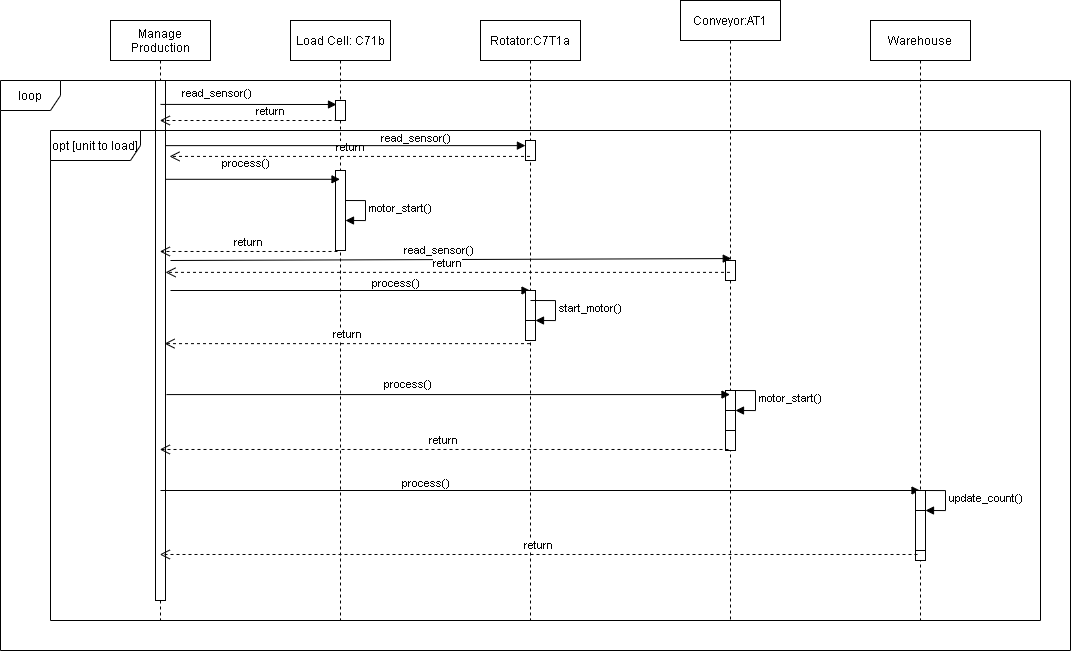 Manage
Production
Load Cell: C71b
Rotator:C7T1a
Conveyor:AT1
Warehouse
loop
read_sensor()
return
opt [unit to load]
read_sensor()
return
process()
motor_start()
return
read_sensor()
return
process()
start_motor()
return
process()
motor_start()
return
process()
update_count()
return